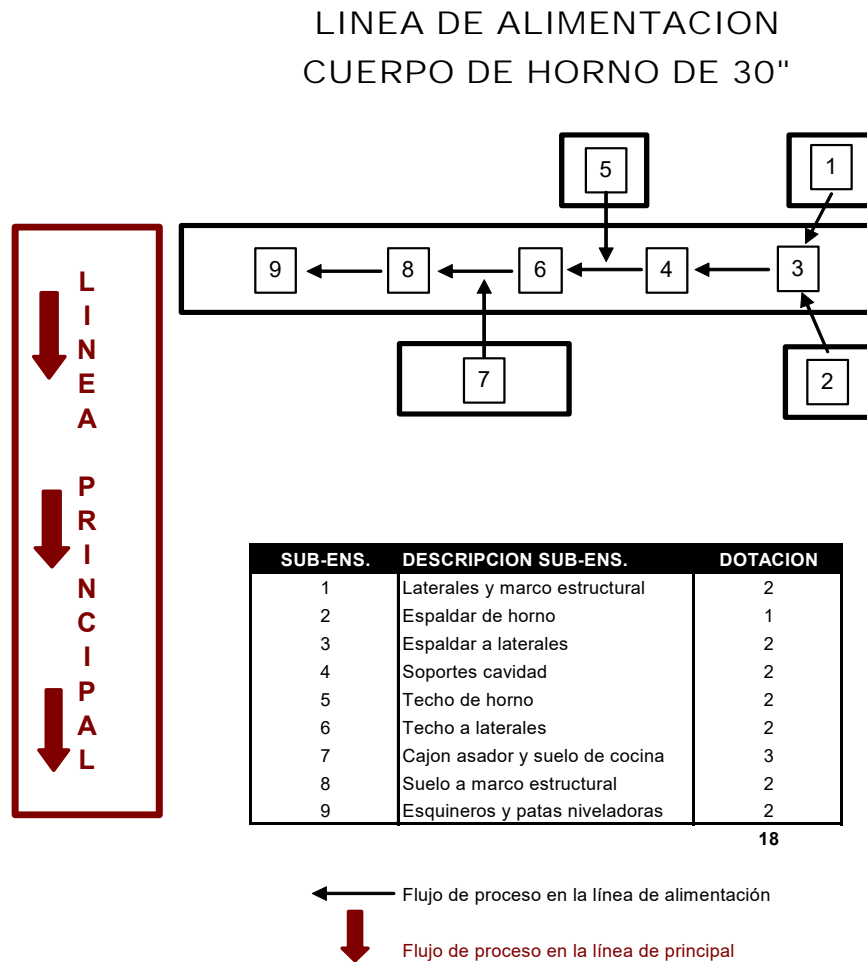 LINEA DE ALIMENTACION
CUERPO DE HORNO DE 30"
5
1
9
8
6
4
3
7
2
LINEA
PRINCIPAL
SUB-ENS. DESCRIPCION SUB-ENS. DOTACION
1 Laterales y marco estructural 2
2 Espaldar de horno 1
3 Espaldar a laterales 2
4 Soportes cavidad 2
5 Techo de horno 2
6 Techo a laterales 2
7 Cajon asador y suelo de cocina 3
8 Suelo a marco estructural 2
9 Esquineros y patas niveladoras 2
18
Flujo de proceso en la línea de alimentación
Flujo de proceso en la línea de principal